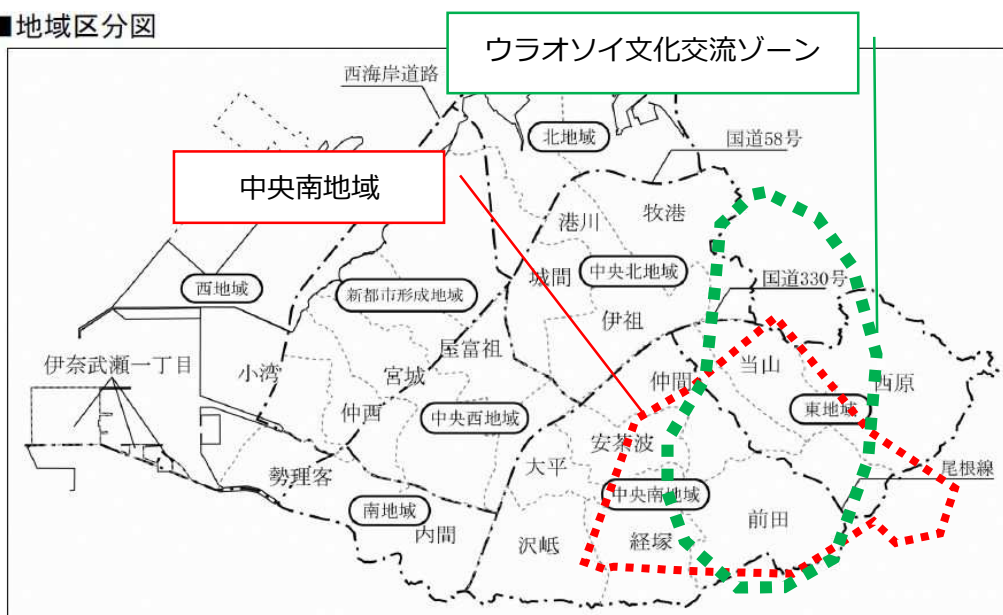 ■地域区分図
ウラオソイ文化交流ゾーン
西海岸道路
北地域
国道58号
中央南地域
港川
牧港
西地域
新都市形成地域
城間
中央北地域
国道330号
伊祖
伊奈武瀬一丁目
小湾
屋富祖
宮城
仲間
当山
西原
仲西
中央西地域
東地域
安茶波
大平
勢理客
尾根線
南地域
中央南地域
内間
沢岻
経塚
前田